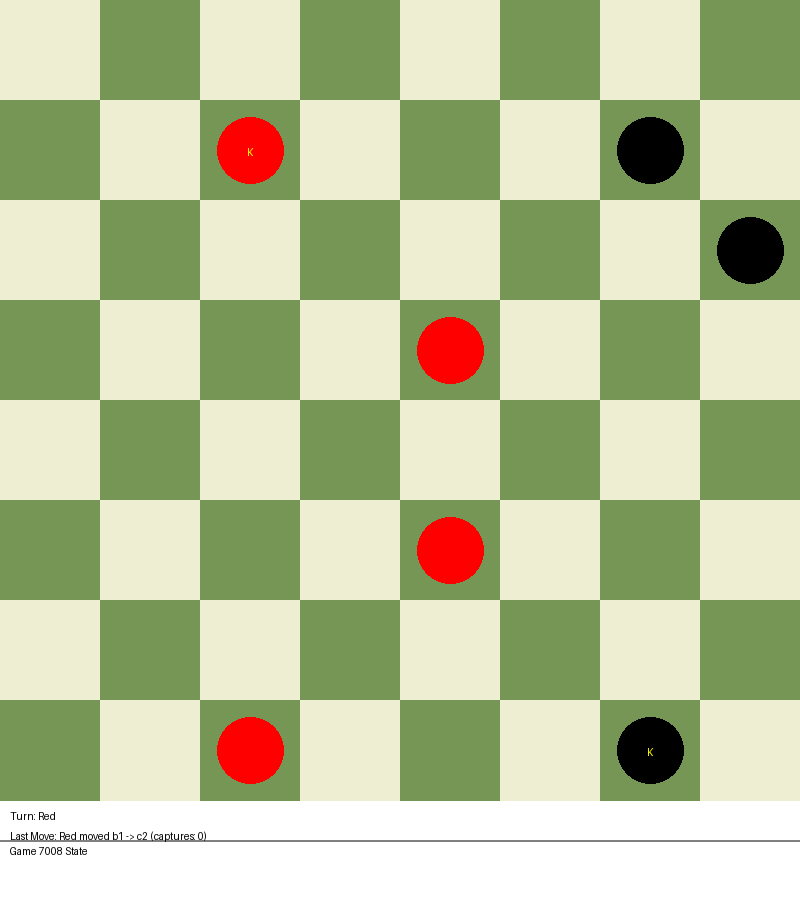 K
K
Turn: Red
Last Move: Red moved b1 -> c2 (captures: 0)
Game 7008 State